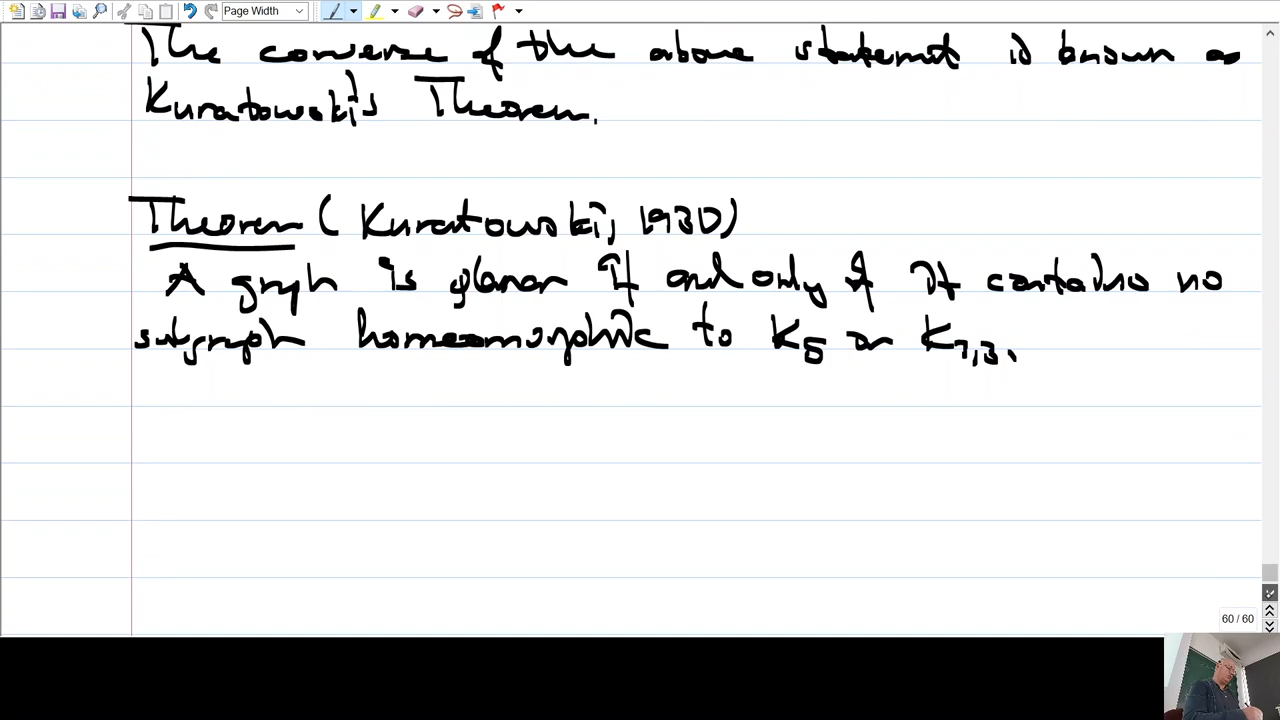 Page Width
The converse of the above statemnt is known as
Kuratowski's Theorem.
Theorem (Kuratowski, 1930)
A graph is planar if and only if it contains no
subgraph homeomorphic to K5 or K3,3.
60 / 60